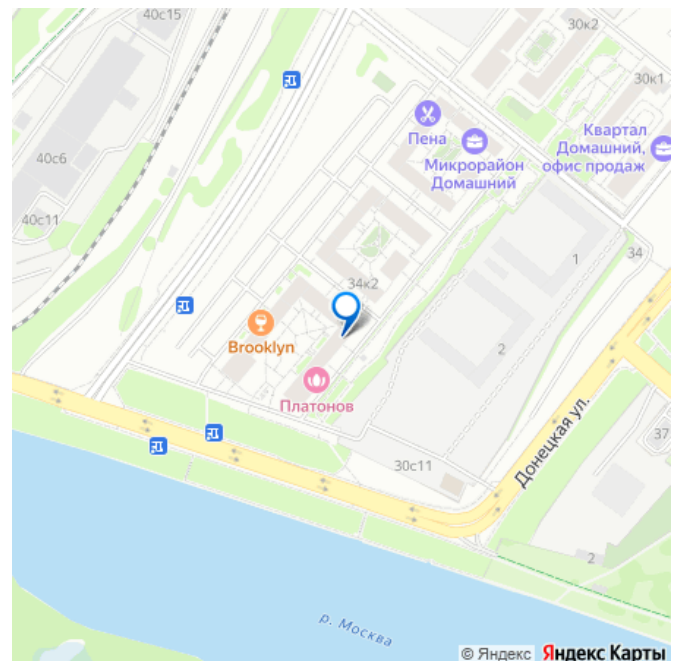 40с15
30к2
30к1
Пена
Квартал
Домашний,
офис продаж
Микрорайон
Домашний
40с6
40с11
34
1
34к2
Brooklyn
2
Платонов
Донецкая ул.
37
30с11
2
р. Москва
© Яндекс Яндекс Карты